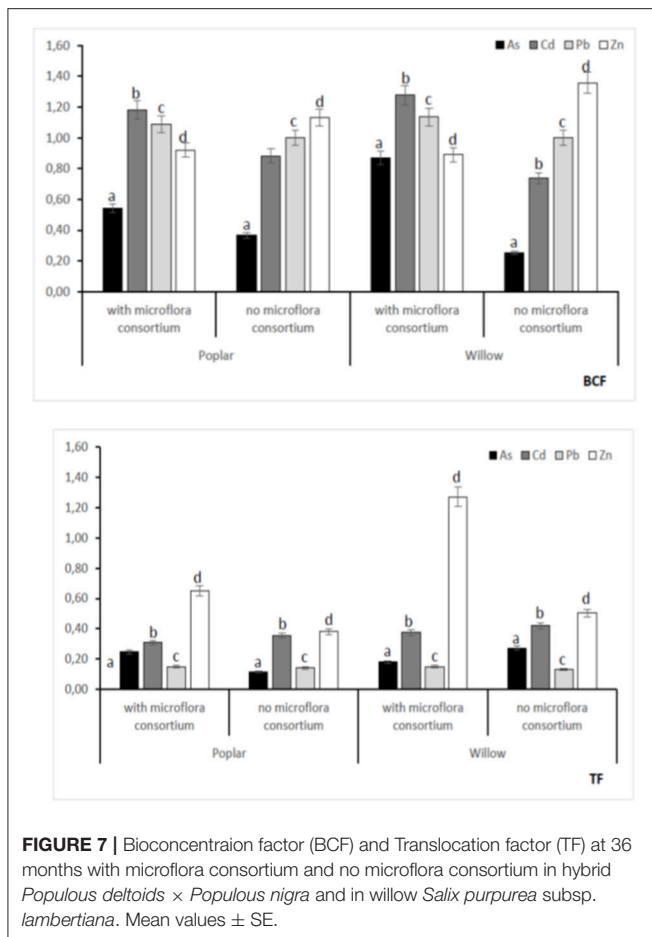 1,60
1,40
1,20
1,00
0,80
0,60
0,40
0,20
0,00
As Cd Pb Zn
a b c d
a c d
a b c d
a b c d
with microflora consortium
no microflora consortium
with microflora consortium
no microflora consortium
Poplar Willow
BCF
1,60
1,40
1,20
1,00
0,80
0,60
0,40
0,20
0,00
As Cd Pb Zn
a b c d
a b c d
a b c d
a b c d
with microflora consortium
no microflora consortium
with microflora consortium
no microflora consortium
Poplar Willow
TF
FIGURE 7 | Bioconcentraion factor (BCF) and Translocation factor (TF) at 36
months with microflora consortium and no microflora consortium in hybrid
Populous deltoids × Populous nigra and in willow Salix purpurea subsp.
lambertiana. Mean values ± SE.